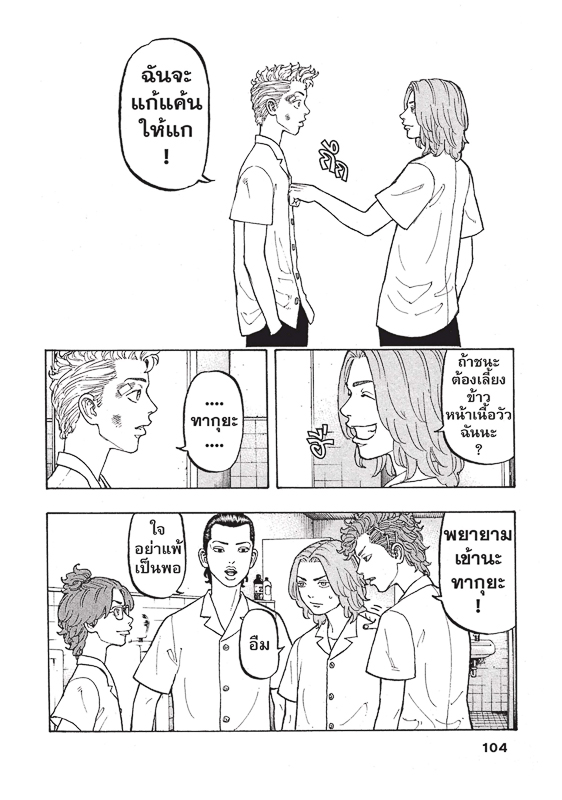 ฉันจะ
แก้แค้น
ให้แก
!
กึก
ถ้าชนะ
ต้องเลี้ยง
ข้าว
หน้าเนื้อวัว
ฉันนะ
?
ฮี่
....
ทากุยะ
....
พยายาม
เข้านะ
ทากุยะ
!
ใจ
อย่าแพ้
เป็นพอ
อืม
104